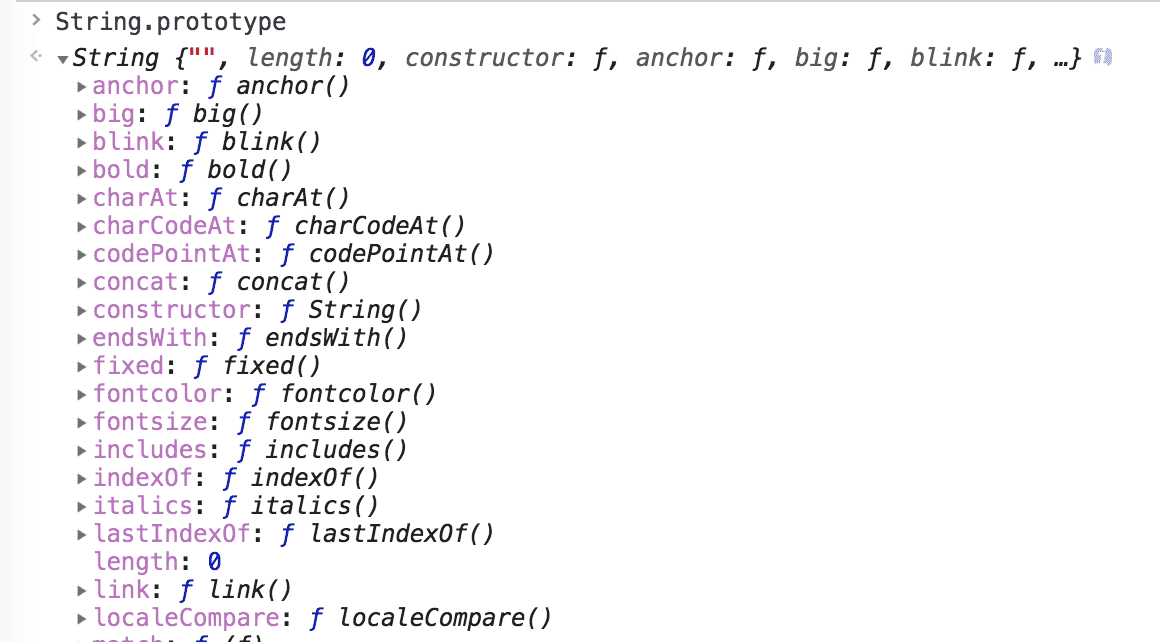 › String.prototype
‹· ▾String {"", length: 0, constructor: ƒ, anchor: ƒ, big: ƒ, blink: ƒ, …}
▸anchor: ƒ anchor()
▸big: ƒ big()
▸blink: ƒ blink()
▸bold: ƒ bold()
▸charAt: ƒ charAt()
▸charCodeAt: ƒ charCodeAt()
▸codePointAt: ƒ codePointAt()
▸concat: ƒ concat()
▸constructor: ƒ String()
▸endsWith: ƒ endsWith()
▸fixed: ƒ fixed()
▸fontcolor: ƒ fontcolor()
▸fontsize: ƒ fontsize()
▸includes: ƒ includes()
▸indexOf: ƒ indexOf()
▸italics: ƒ italics()
▸lastIndexOf: ƒ lastIndexOf()
length: 0
▸link: ƒ link()
▸localeCompare: ƒ localeCompare()